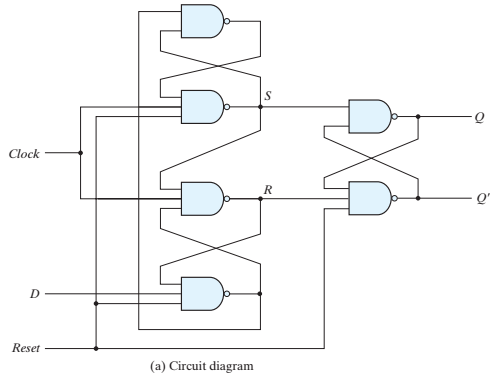 S
Q
Clock
R
Q'
D
Reset
(a) Circuit diagram